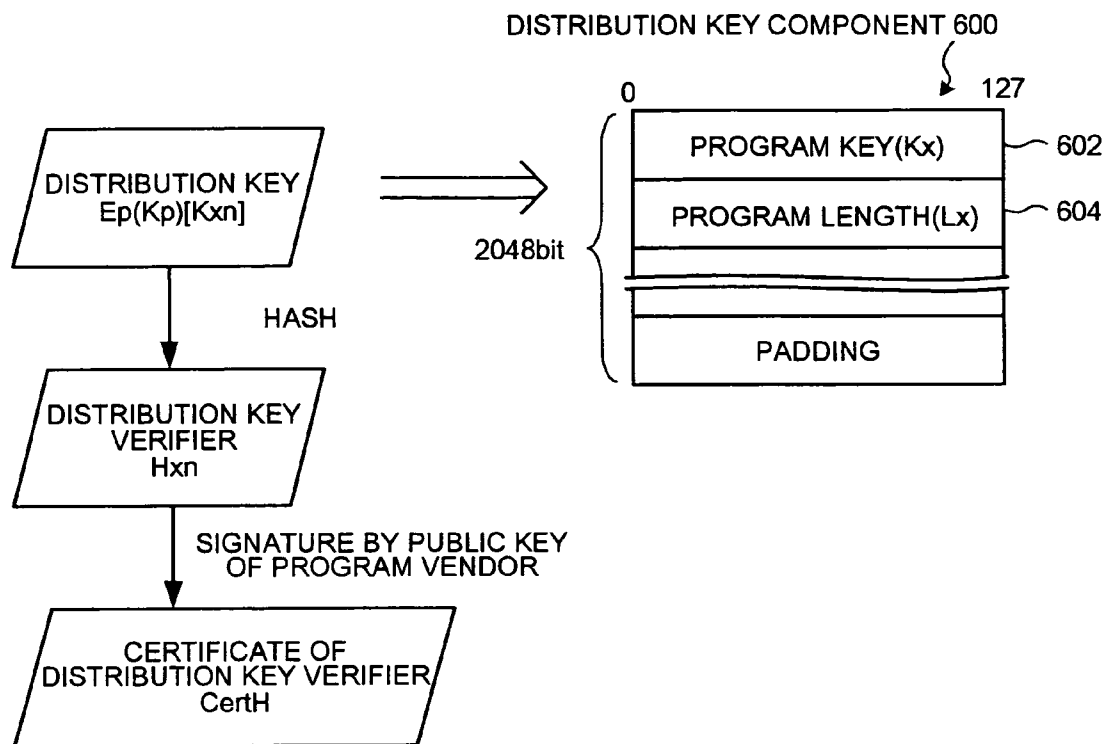 DISTRIBUTION KEY COMPONENT 600
0
127
PROGRAM KEY(Kx)
602
PROGRAM LENGTH(Lx)
604
2048bit
PADDING
DISTRIBUTION KEY
Ep(Kp)[Kxn]
HASH
DISTRIBUTION KEY
VERIFIER
Hxn
SIGNATURE BY PUBLIC KEY
OF PROGRAM VENDOR
CERTIFICATE OF
DISTRIBUTION KEY VERIFIER
CertH